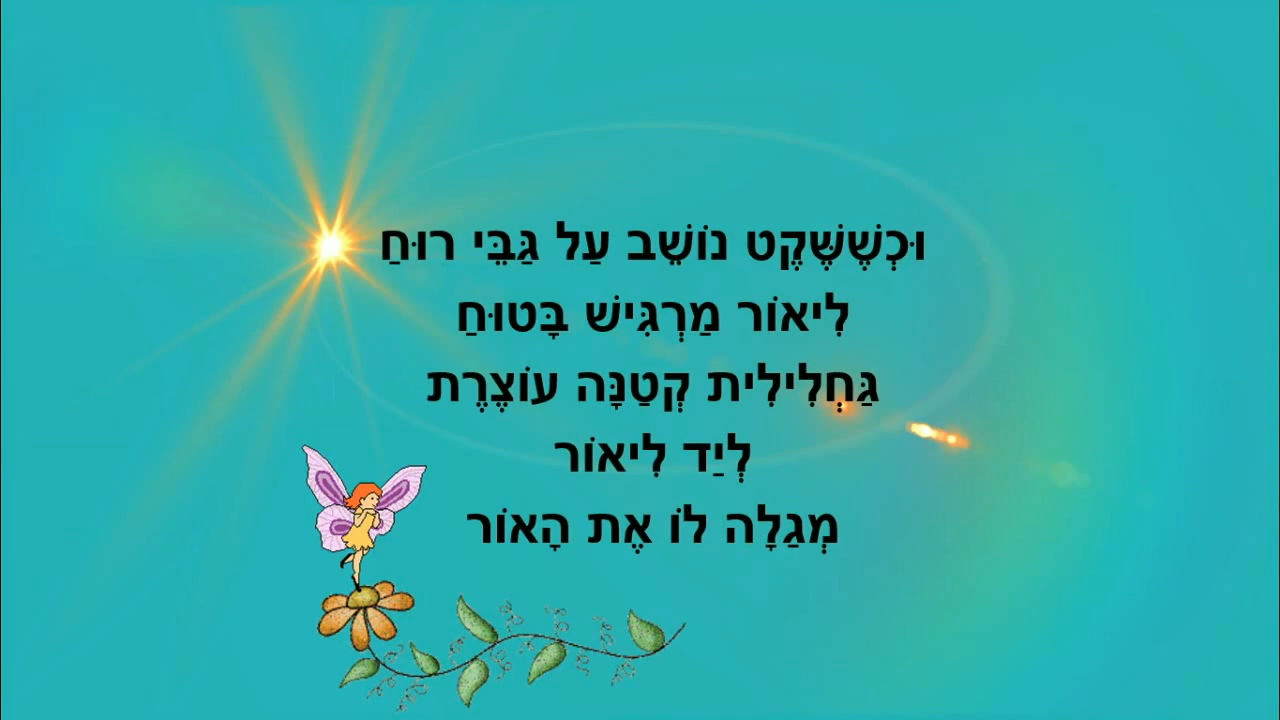 וּכְשֶׁשֶּׁקֶט נוֹשֵׁב עַל גַּבֵּי רוּחַ
לִיאוֹר מַרְגִּישׁ בָּטוּחַ
גַּחְלִילִית קְטַנָּה עוֹצֶרֶת
לְיַד לִיאוֹר
מְגַלָּה לוֹ אֶת הָאוֹר